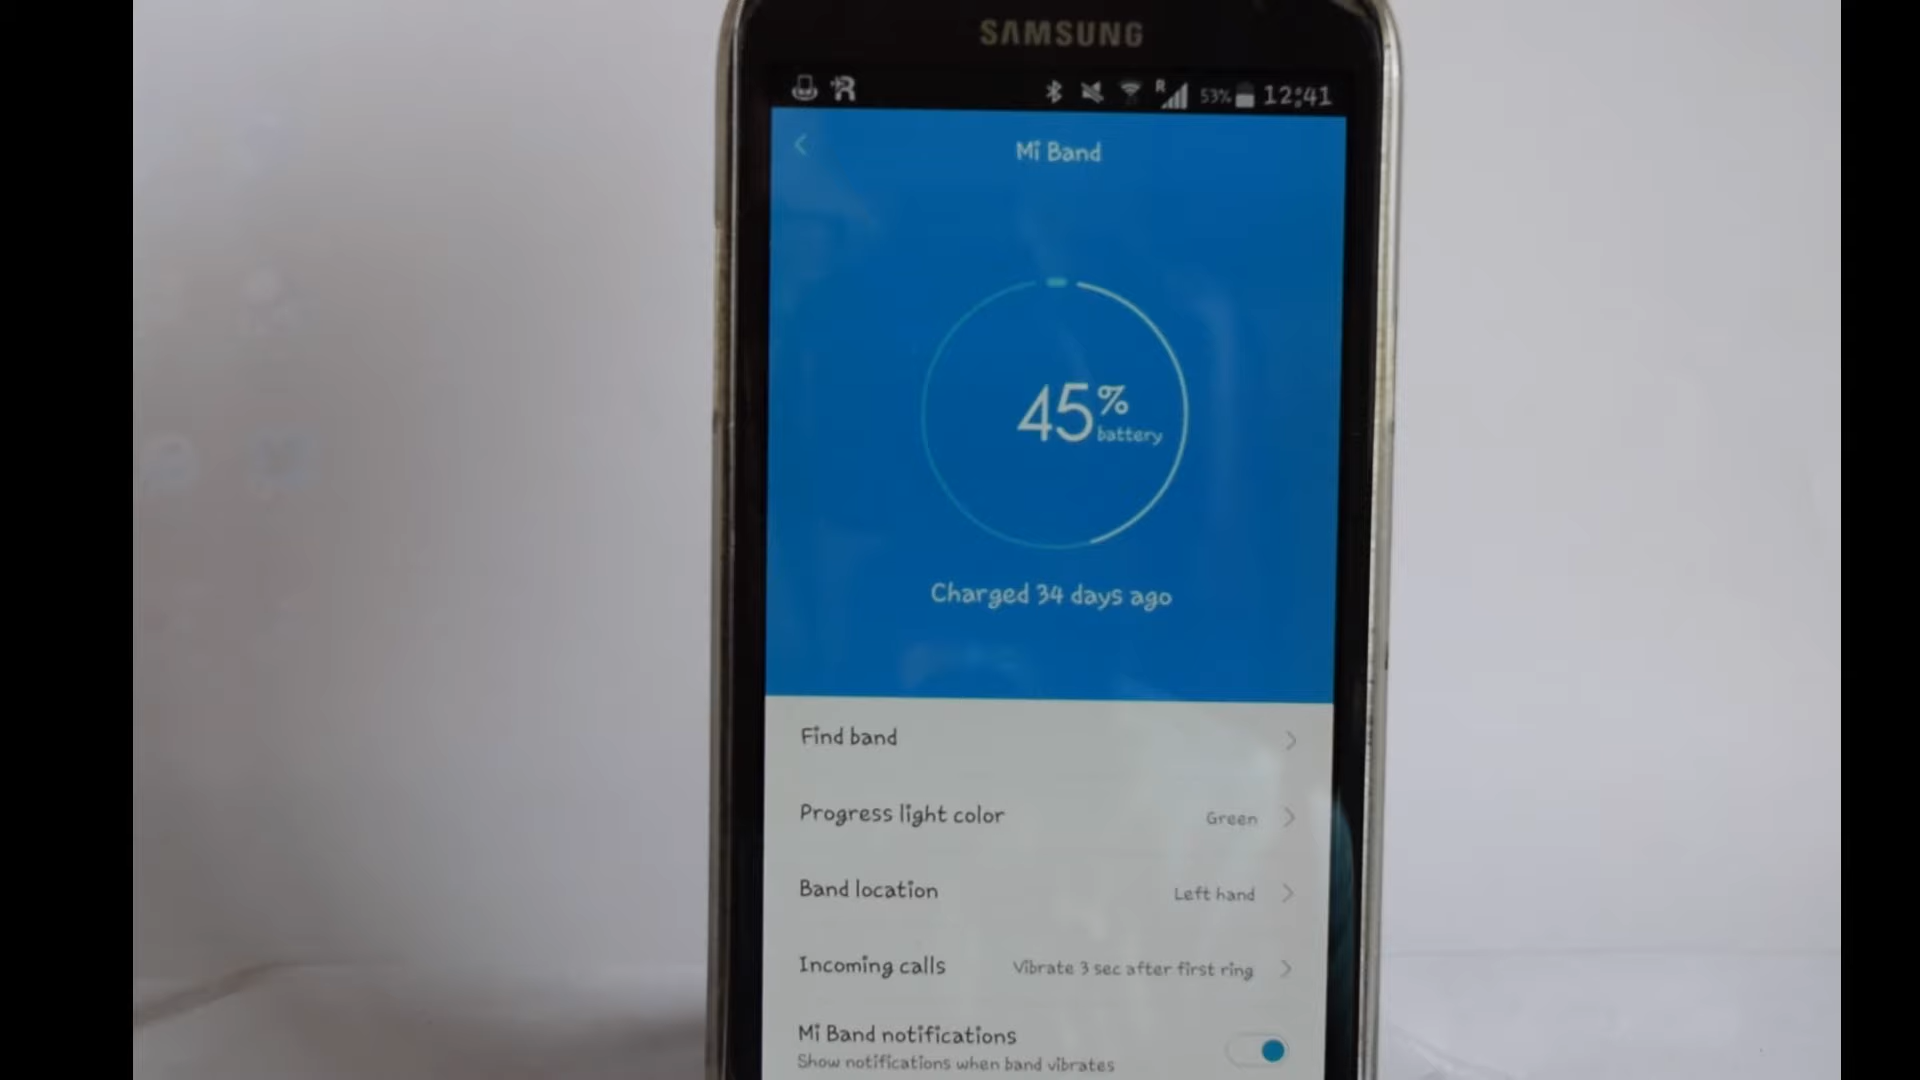 SAMSUNG
R 53% 12:41
Mi Band
45%
battery
Charged 34 days ago
Find band
Progress light color Green
Band location Left hand
Incoming calls Vibrate 3 sec after first ring
Mi Band notifications
Show notifications when band vibrates